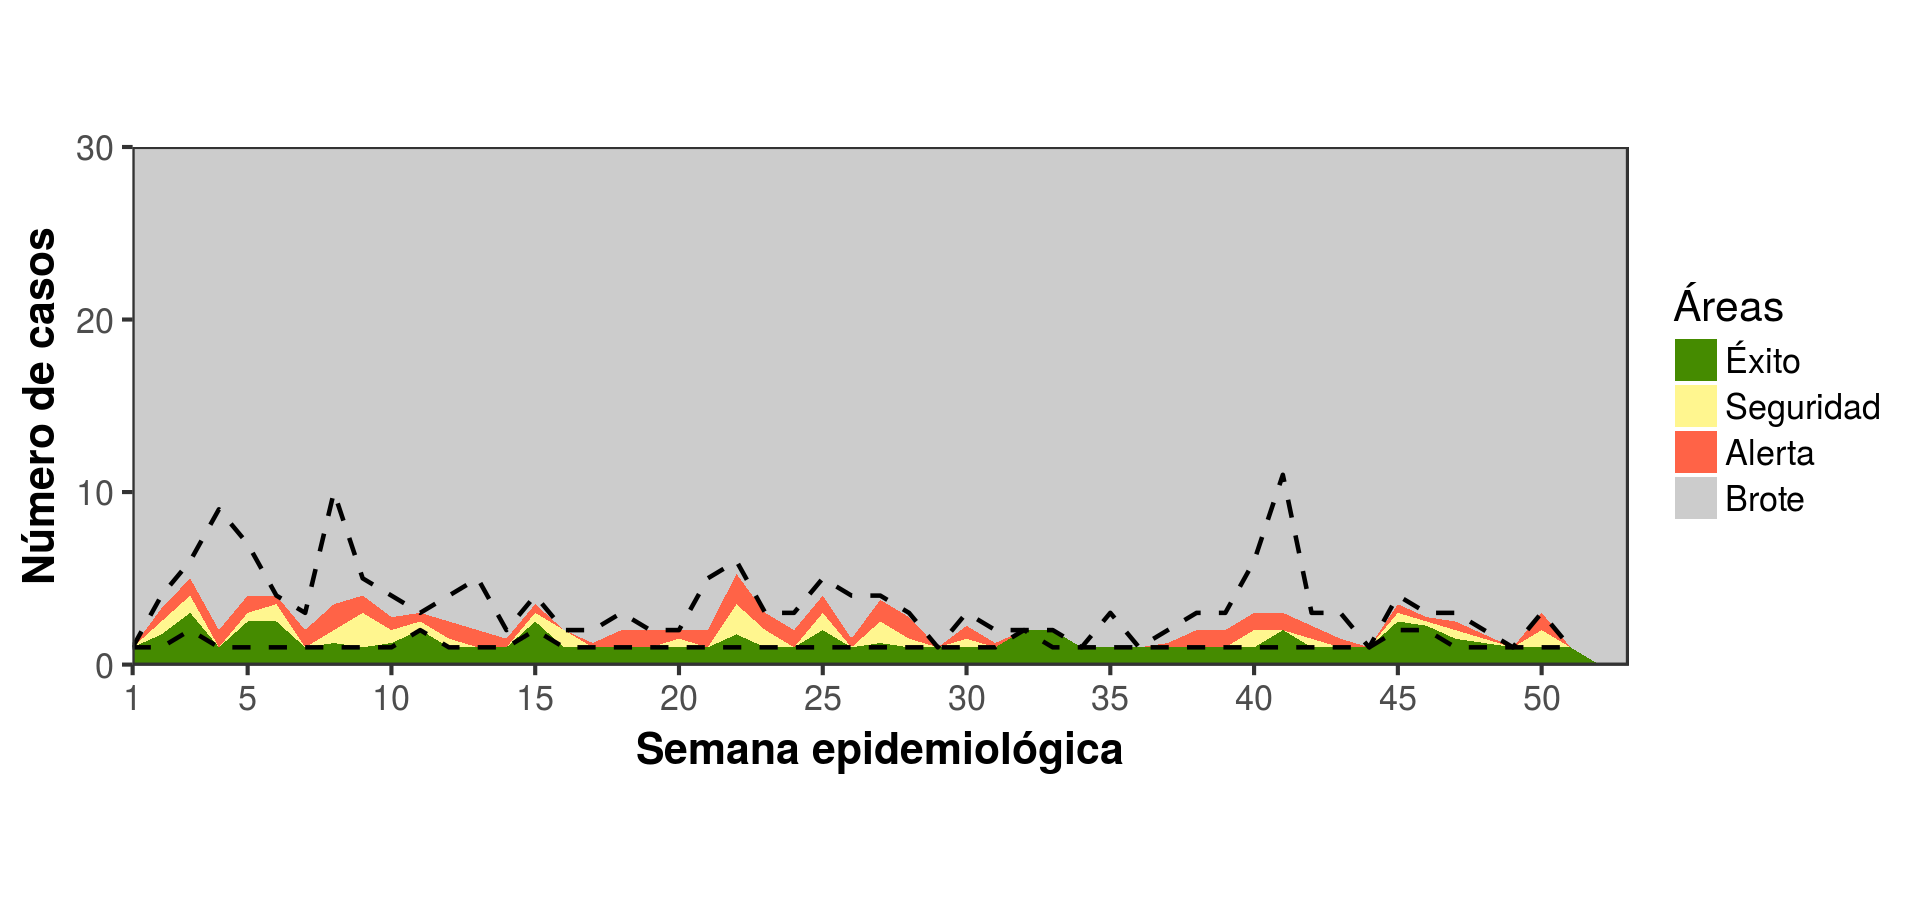 Número de casos
30
20
10
0
1 5 10 15 20 25 30 35 40 45 50
Semana epidemiológica
Áreas
Éxito
Seguridad
Alerta
Brote